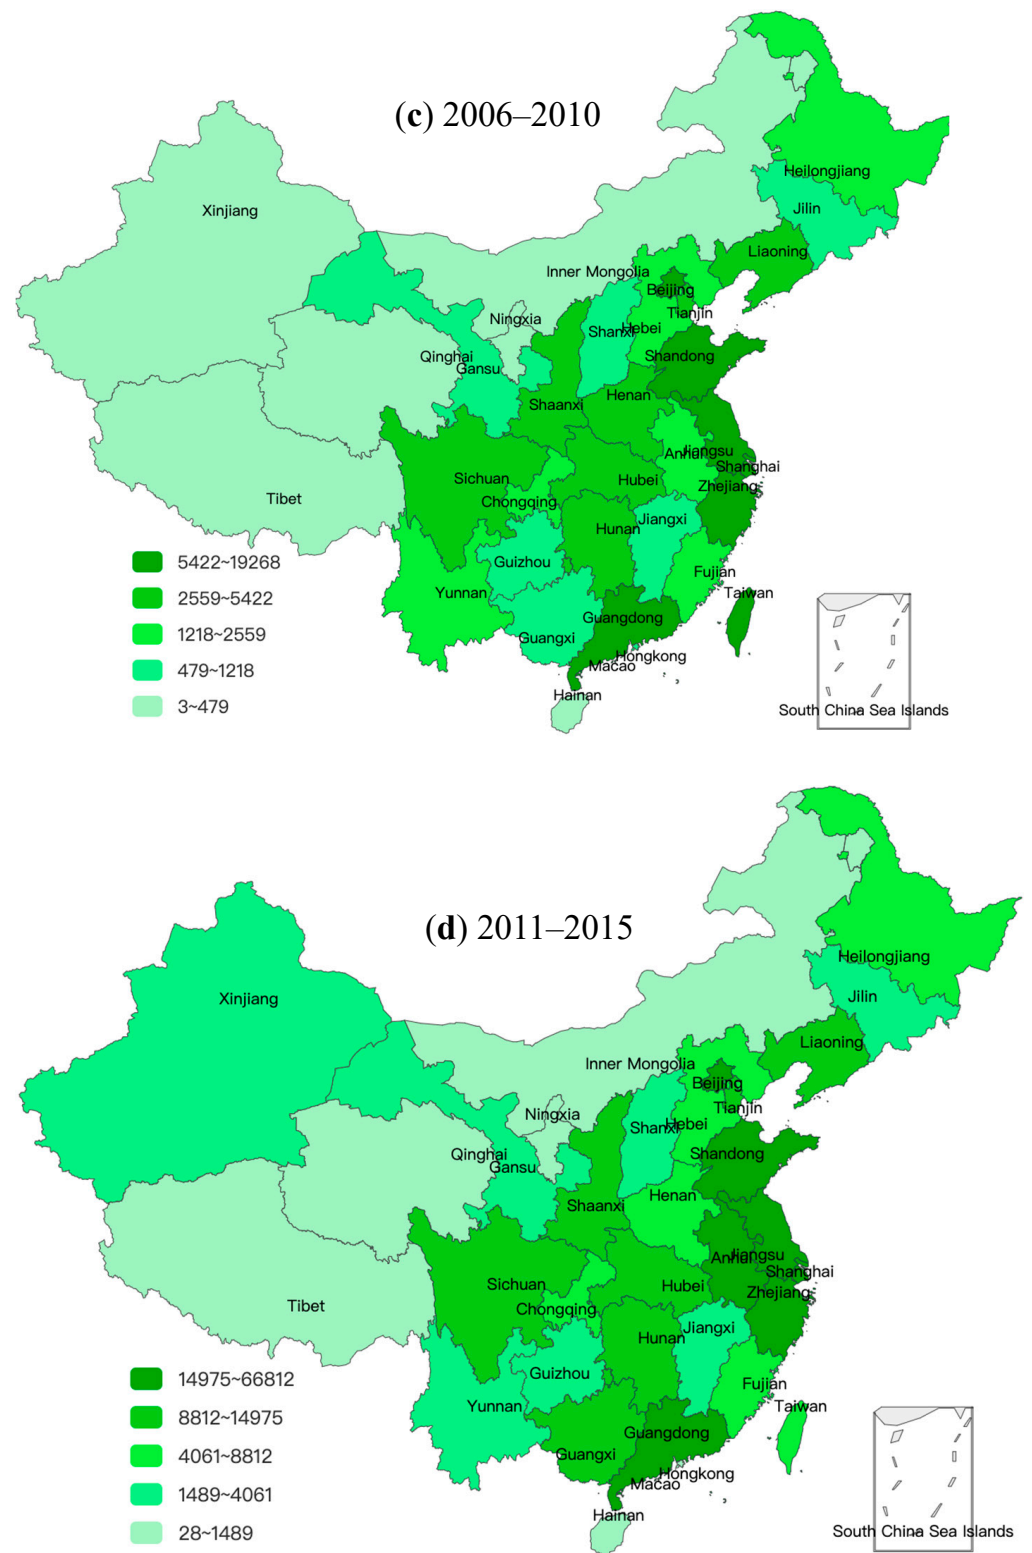 (c) 2006–2010
Heilongjiang
Xinjiang
Jilin
Liaoning
Inner Mongolia
Beijing
Tianjin
Ningxia
Shanxi
Hebei
Qinghai
Shandong
Gansu
Henan
Shaanxi
Anhui
Jiangsu
Shanghai
Sichuan
Hubei
Zhejiang
Tibet
Chongqing
Jiangxi
Hunan
5422~19268
Guizhou
Fujian
2559~5422
Yunnan
Taiwan
Guangdong
1218~2559
Guangxi
Hongkong
Macao
479~1218
Hainan
3~479
South China Sea Islands
(d) 2011–2015
Heilongjiang
Xinjiang
Jilin
Liaoning
Inner Mongolia
Beijing
Tianjin
Ningxia
Shanxi
Hebei
Qinghai
Shandong
Gansu
Henan
Shaanxi
Anhui
Jiangsu
Shanghai
Sichuan
Hubei
Zhejiang
Tibet
Chongqing
Jiangxi
Hunan
Guizhou
14975~66812
Fujian
Yunnan
Taiwan
8812~14975
Guangdong
4061~8812
Guangxi
Hongkong
Macao
1489~4061
Hainan
28~1489
South China Sea Islands